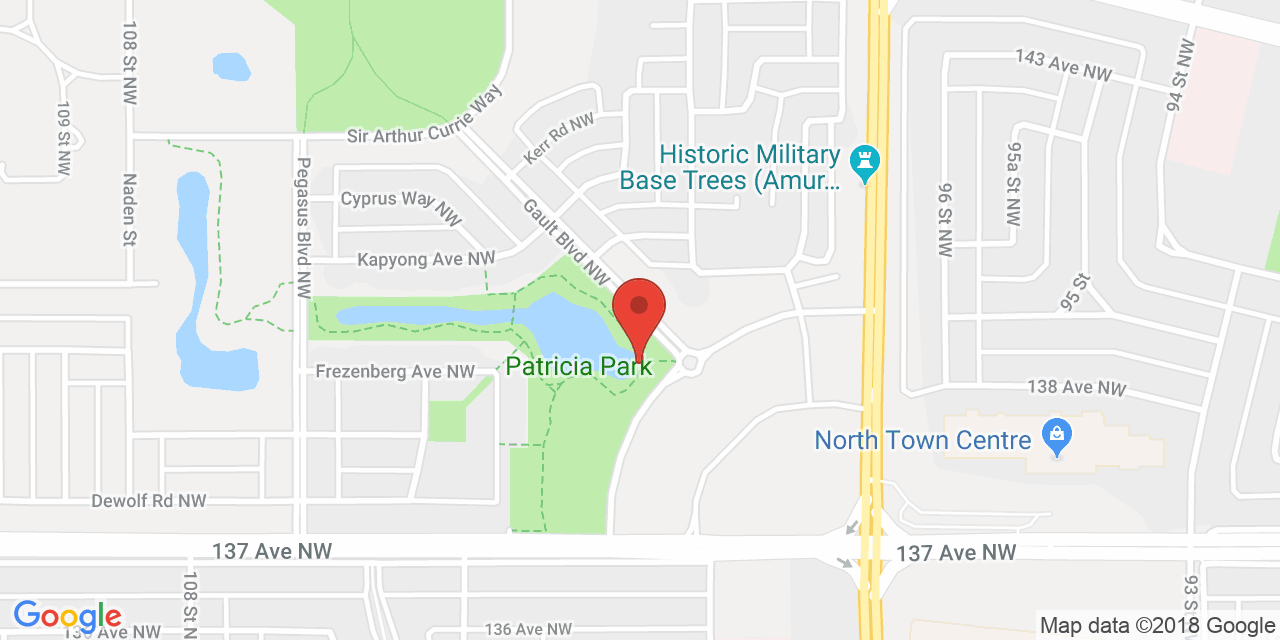 108 St NW
109 St NW
Naden St
Pegasus Blvd NW
Sir Arthur Currie Way
Kerr Rd NW
Cyprus Way NW
Gault Blvd NW
Kapyong Ave NW
Historic Military
Base Trees (Amur…
143 Ave NW
94 St NW
95a St NW
96 St NW
95 St
Patricia Park
Frezenberg Ave NW
138 Ave NW
North Town Centre
Dewolf Rd NW
137 Ave NW
137 Ave NW
108 St N
93 St
136 Ave NW
136 Ave NW
Google
Map data ©2018 Google